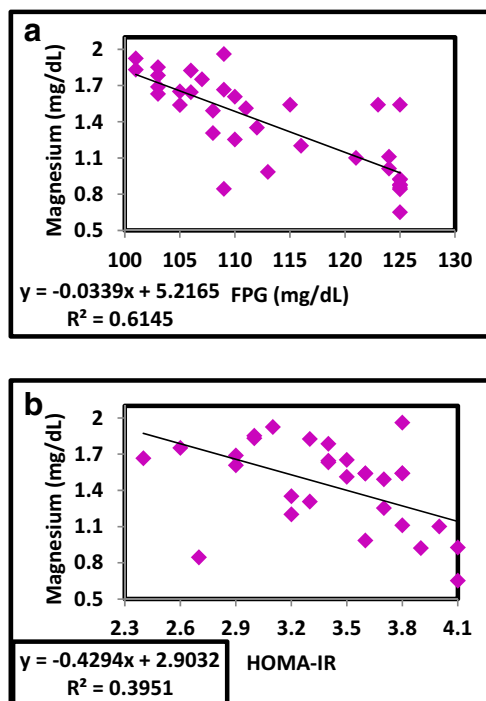 a
Magnesium (mg/dL)
2
1.7
1.4
1.1
0.8
0.5
100 105 110 115 120 125 130
y = -0.0339x + 5.2165 FPG (mg/dL)
R² = 0.6145
b
Magnesium (mg/dL)
2
1.7
1.4
1.1
0.8
0.5
2.3 2.6 2.9 3.2 3.5 3.8 4.1
y = -0.4294x + 2.9032 HOMA-IR
R² = 0.3951